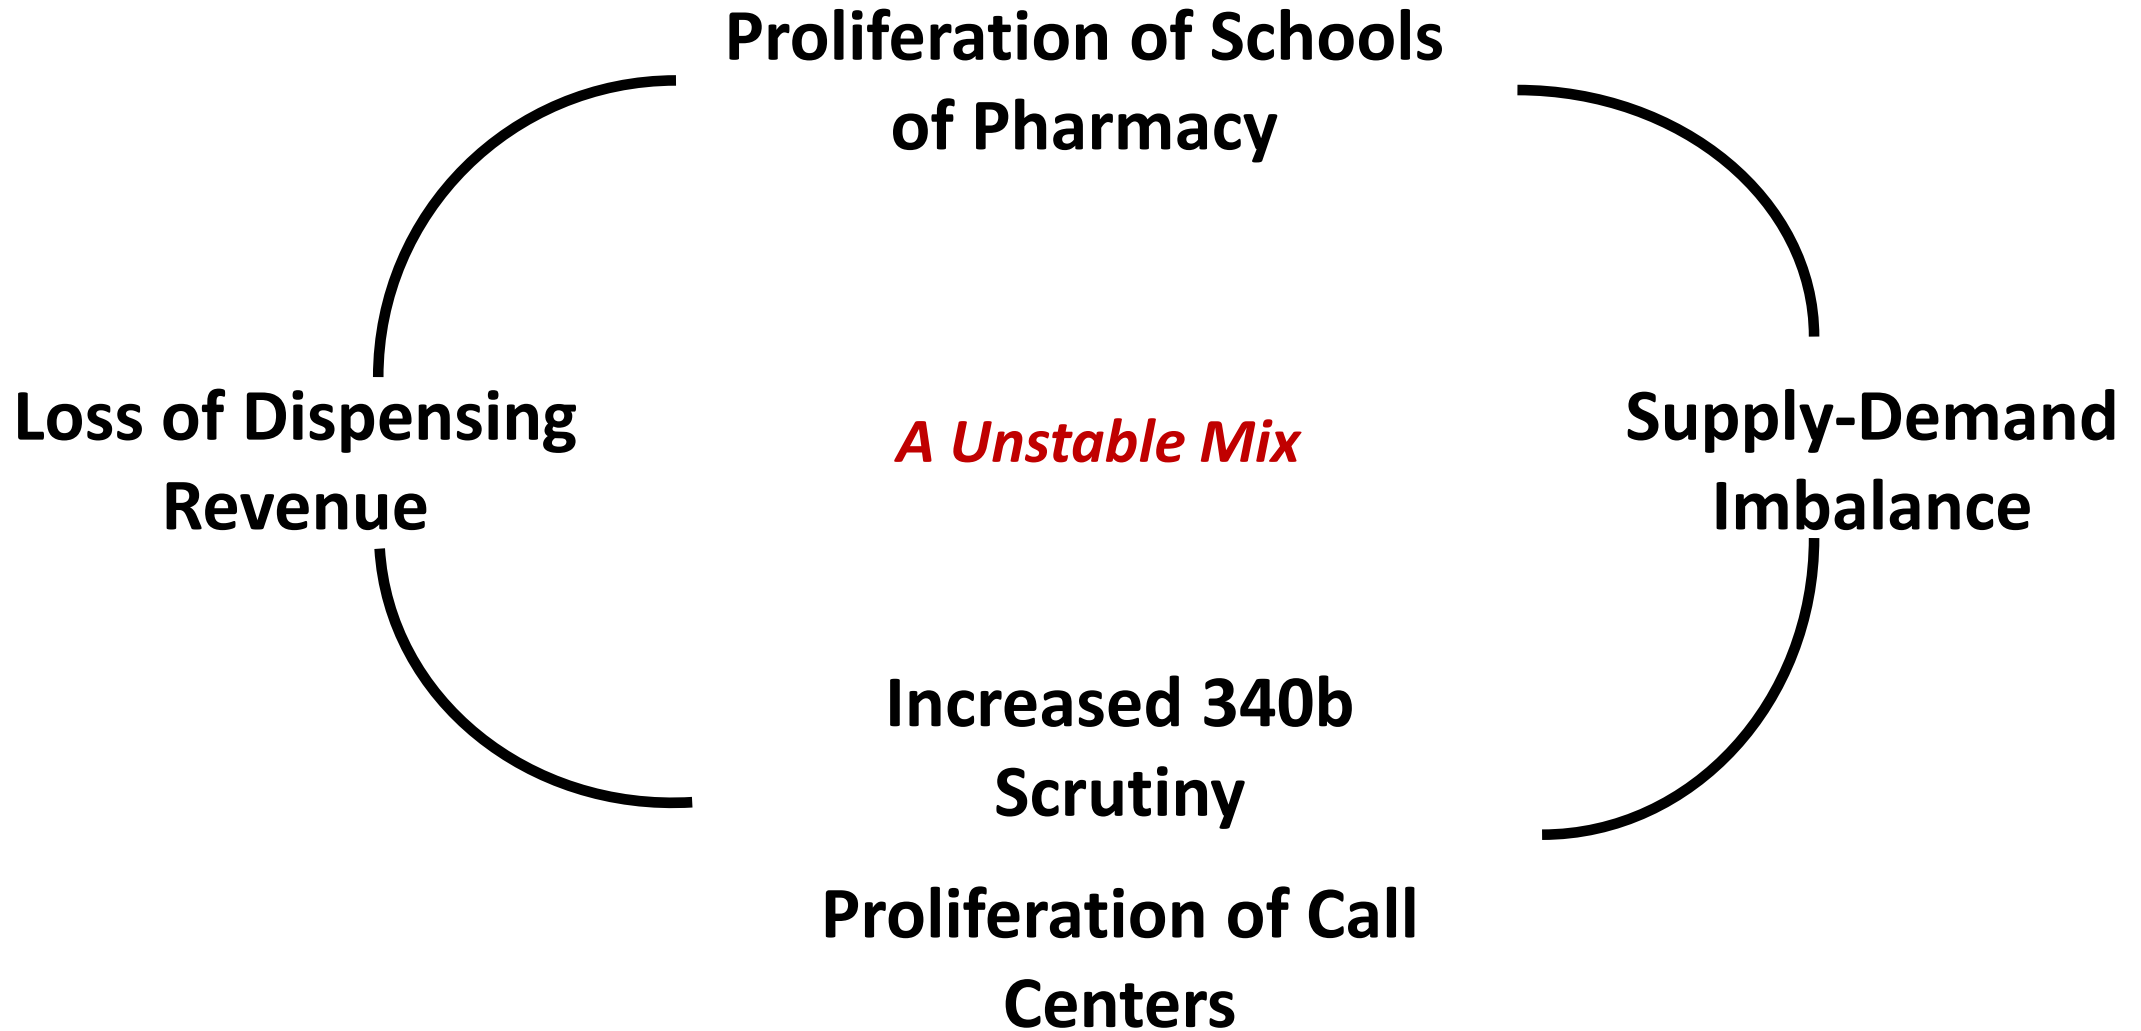 Proliferation of Schools
of Pharmacy
Loss of Dispensing
Revenue
A Unstable Mix
Supply-Demand
Imbalance
Increased 340b
Scrutiny
Proliferation of Call
Centers